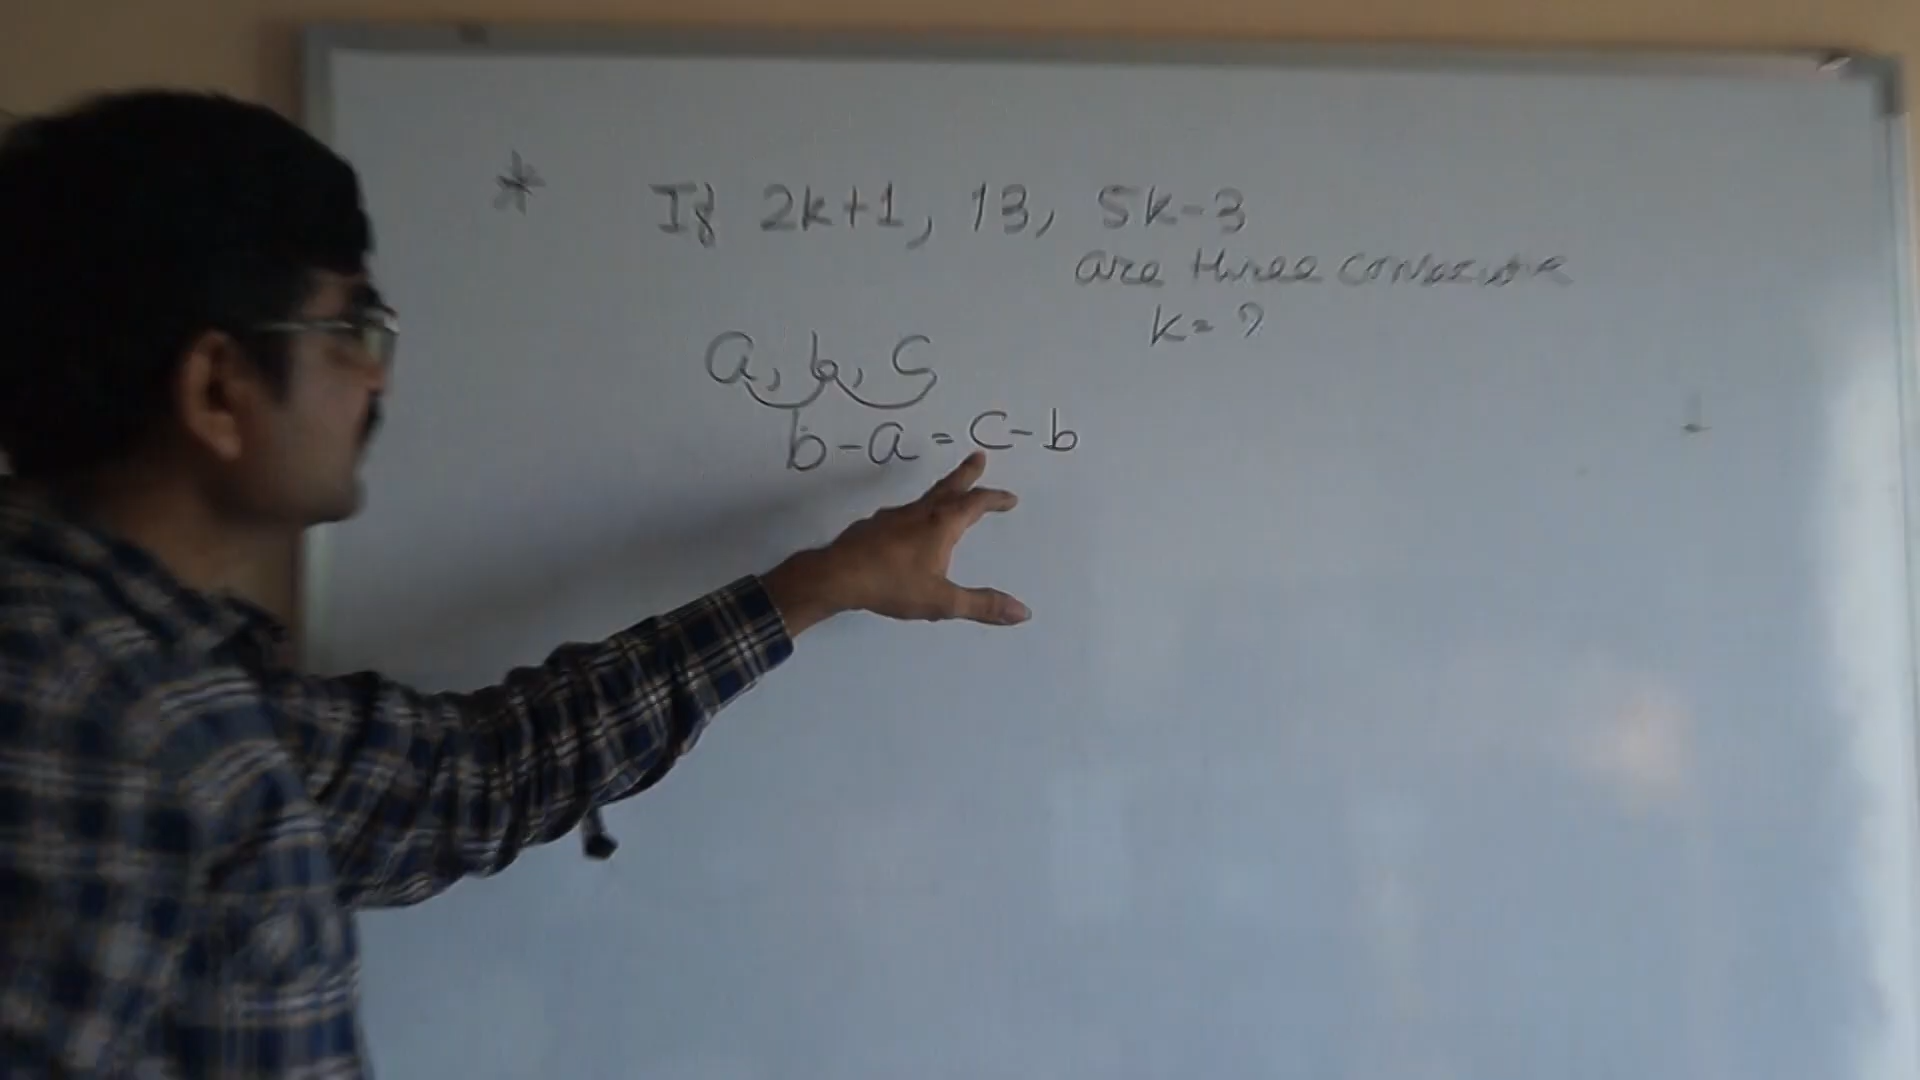 * If 2k+1, 13, 5k-3
are three consecutive
k= ?
a, b, c
b-a = c-b